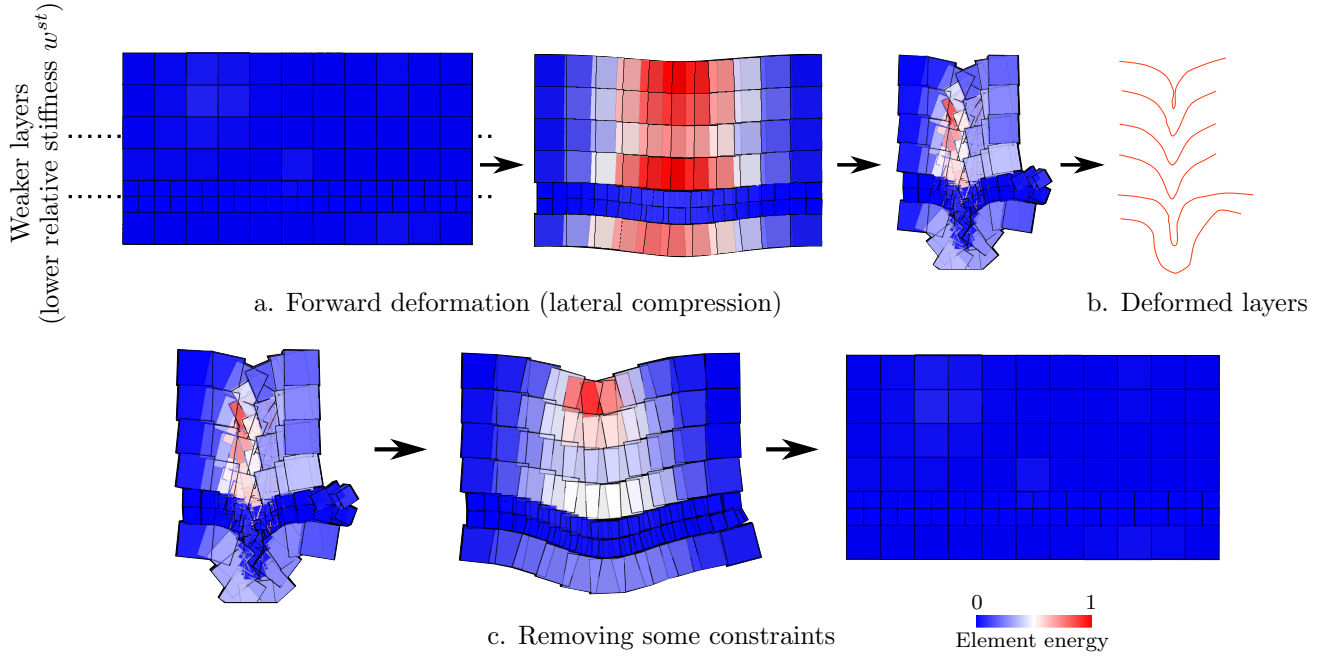 Weaker layers
(lower relative stiffness w^{st})
a. Forward deformation (lateral compression)
b. Deformed layers
c. Removing some constraints
0 1
Element energy